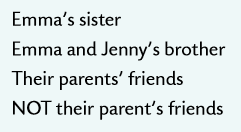 Emma’s sister
Emma and Jenny’s brother
Their parents’ friends
NOT their parent’s friends